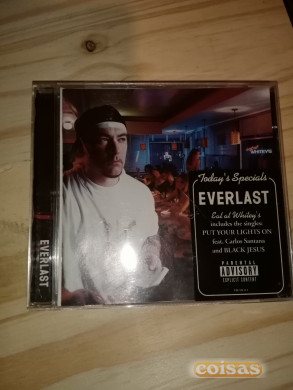 Today's Specials
EVERLAST
Eat at Whitey's
includes the singles:
PUT YOUR LIGHTS ON
feat. Carlos Santana
and BLACK JESUS
PARENTAL
ADVISORY
EXPLICIT CONTENT
EVERLAST
coisas